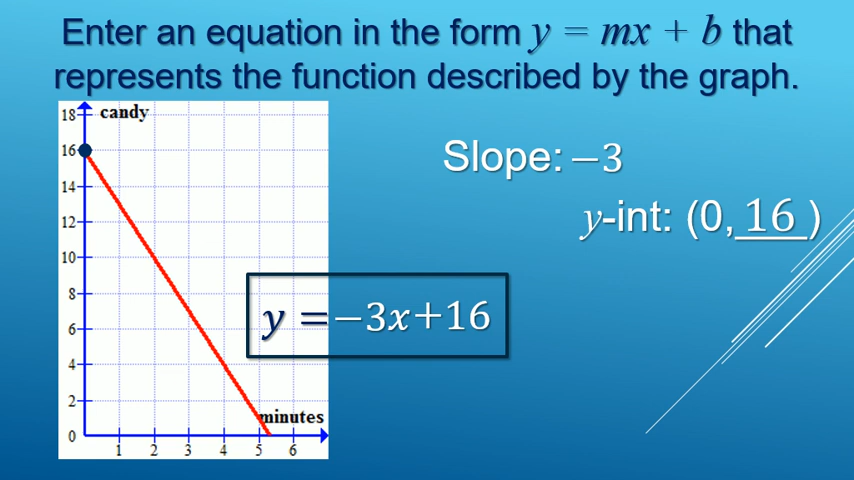 Enter an equation in the form y = mx + b that
represents the function described by the graph.
candy
18
16
14
12
10
8
6
4
2
0
1 2 3 4 5 6
minutes
Slope: −3
y-int: (0, 16 )
y = −3x+16